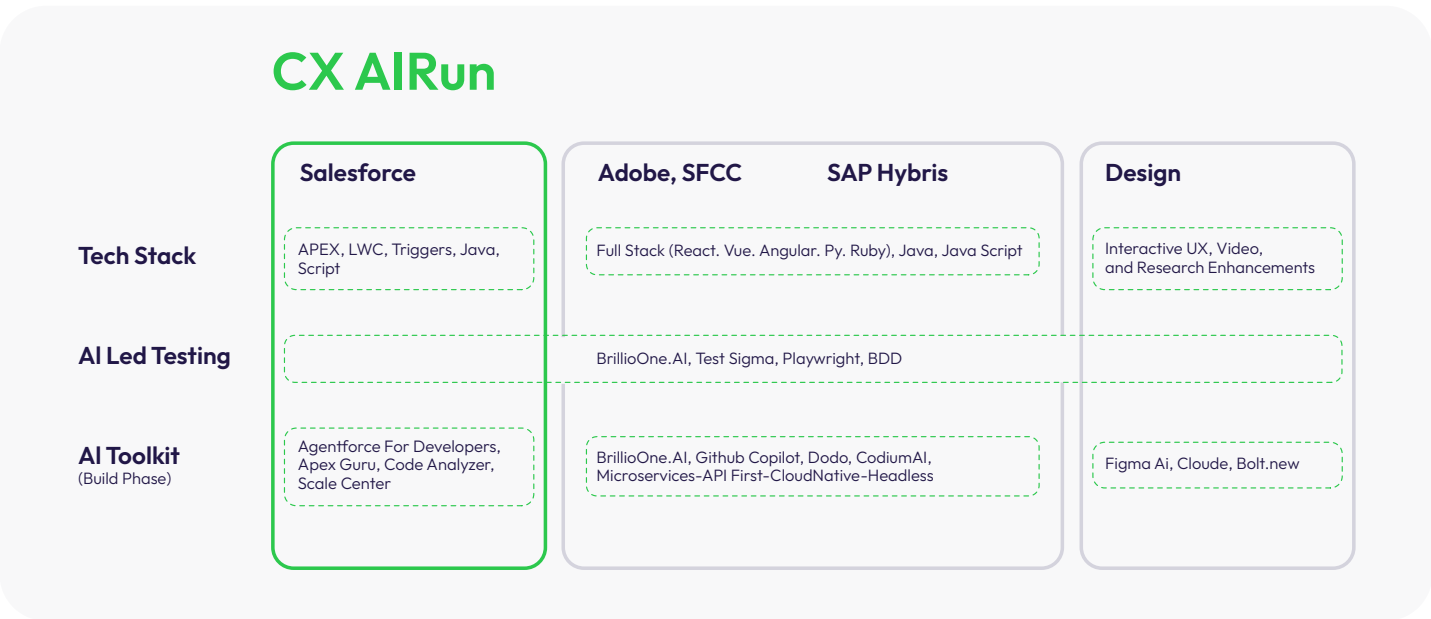 CX AIRun
Salesforce
Adobe, SFCC
SAP Hybris
Design
Tech Stack
APEX, LWC, Triggers, Java,
Script
Full Stack (React. Vue. Angular. Py. Ruby), Java, Java Script
Interactive UX, Video,
and Research Enhancements
AI Led Testing
BrillioOne.AI, Test Sigma, Playwright, BDD
AI Toolkit
(Build Phase)
Agentforce For Developers,
Apex Guru, Code Analyzer,
Scale Center
BrillioOne.AI, Github Copilot, Dodo, CodiumAI,
Microservices-API First-CloudNative-Headless
Figma Ai, Cloude, Bolt.new